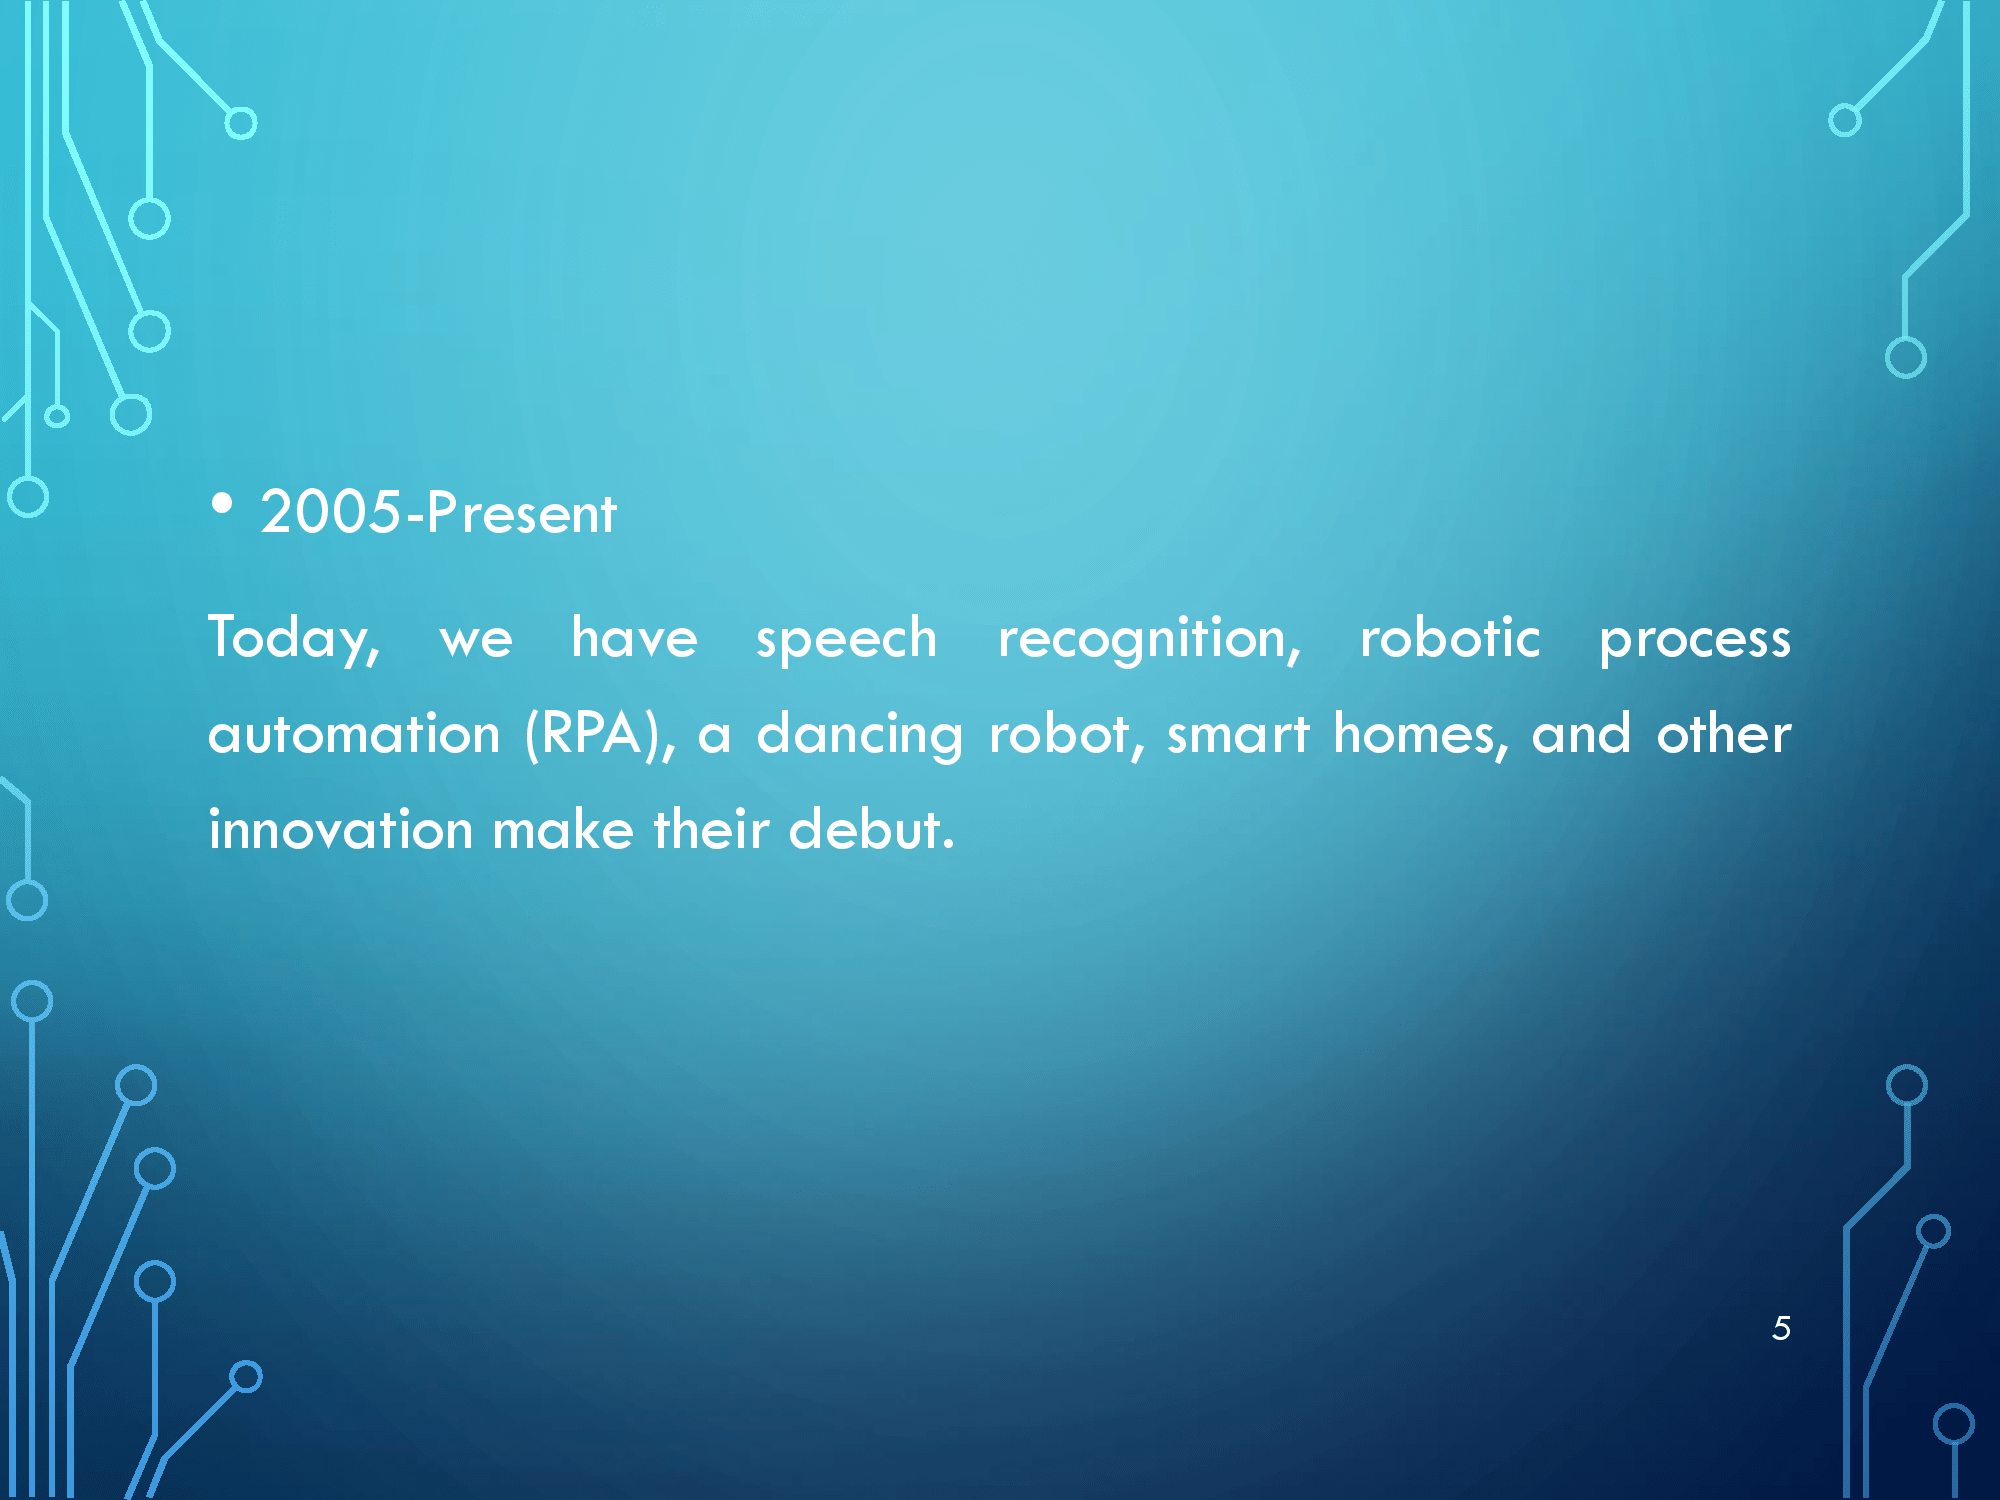 • 2005-Present
Today, we have speech recognition, robotic process
automation (RPA), a dancing robot, smart homes, and other
innovation make their debut.
5